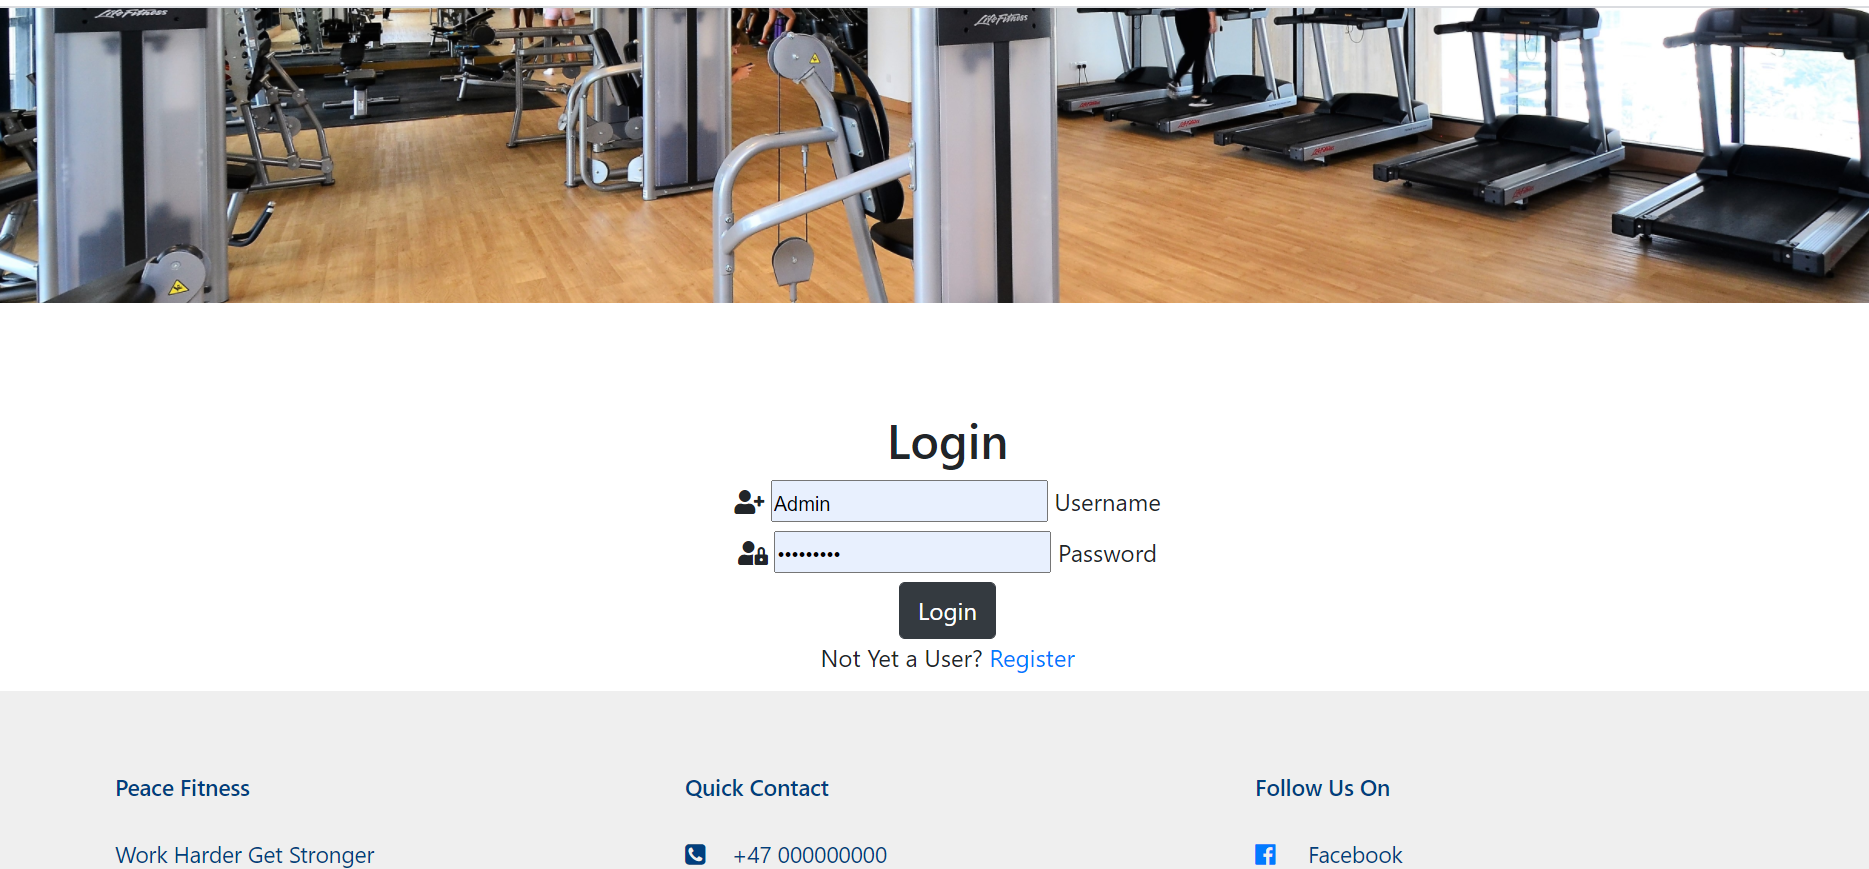 Life Fitness
Life Fitness
Login
Admin Username
••••••••• Password
Login
Not Yet a User? Register
Peace Fitness
Quick Contact
Follow Us On
Work Harder Get Stronger
+47 000000000
Facebook